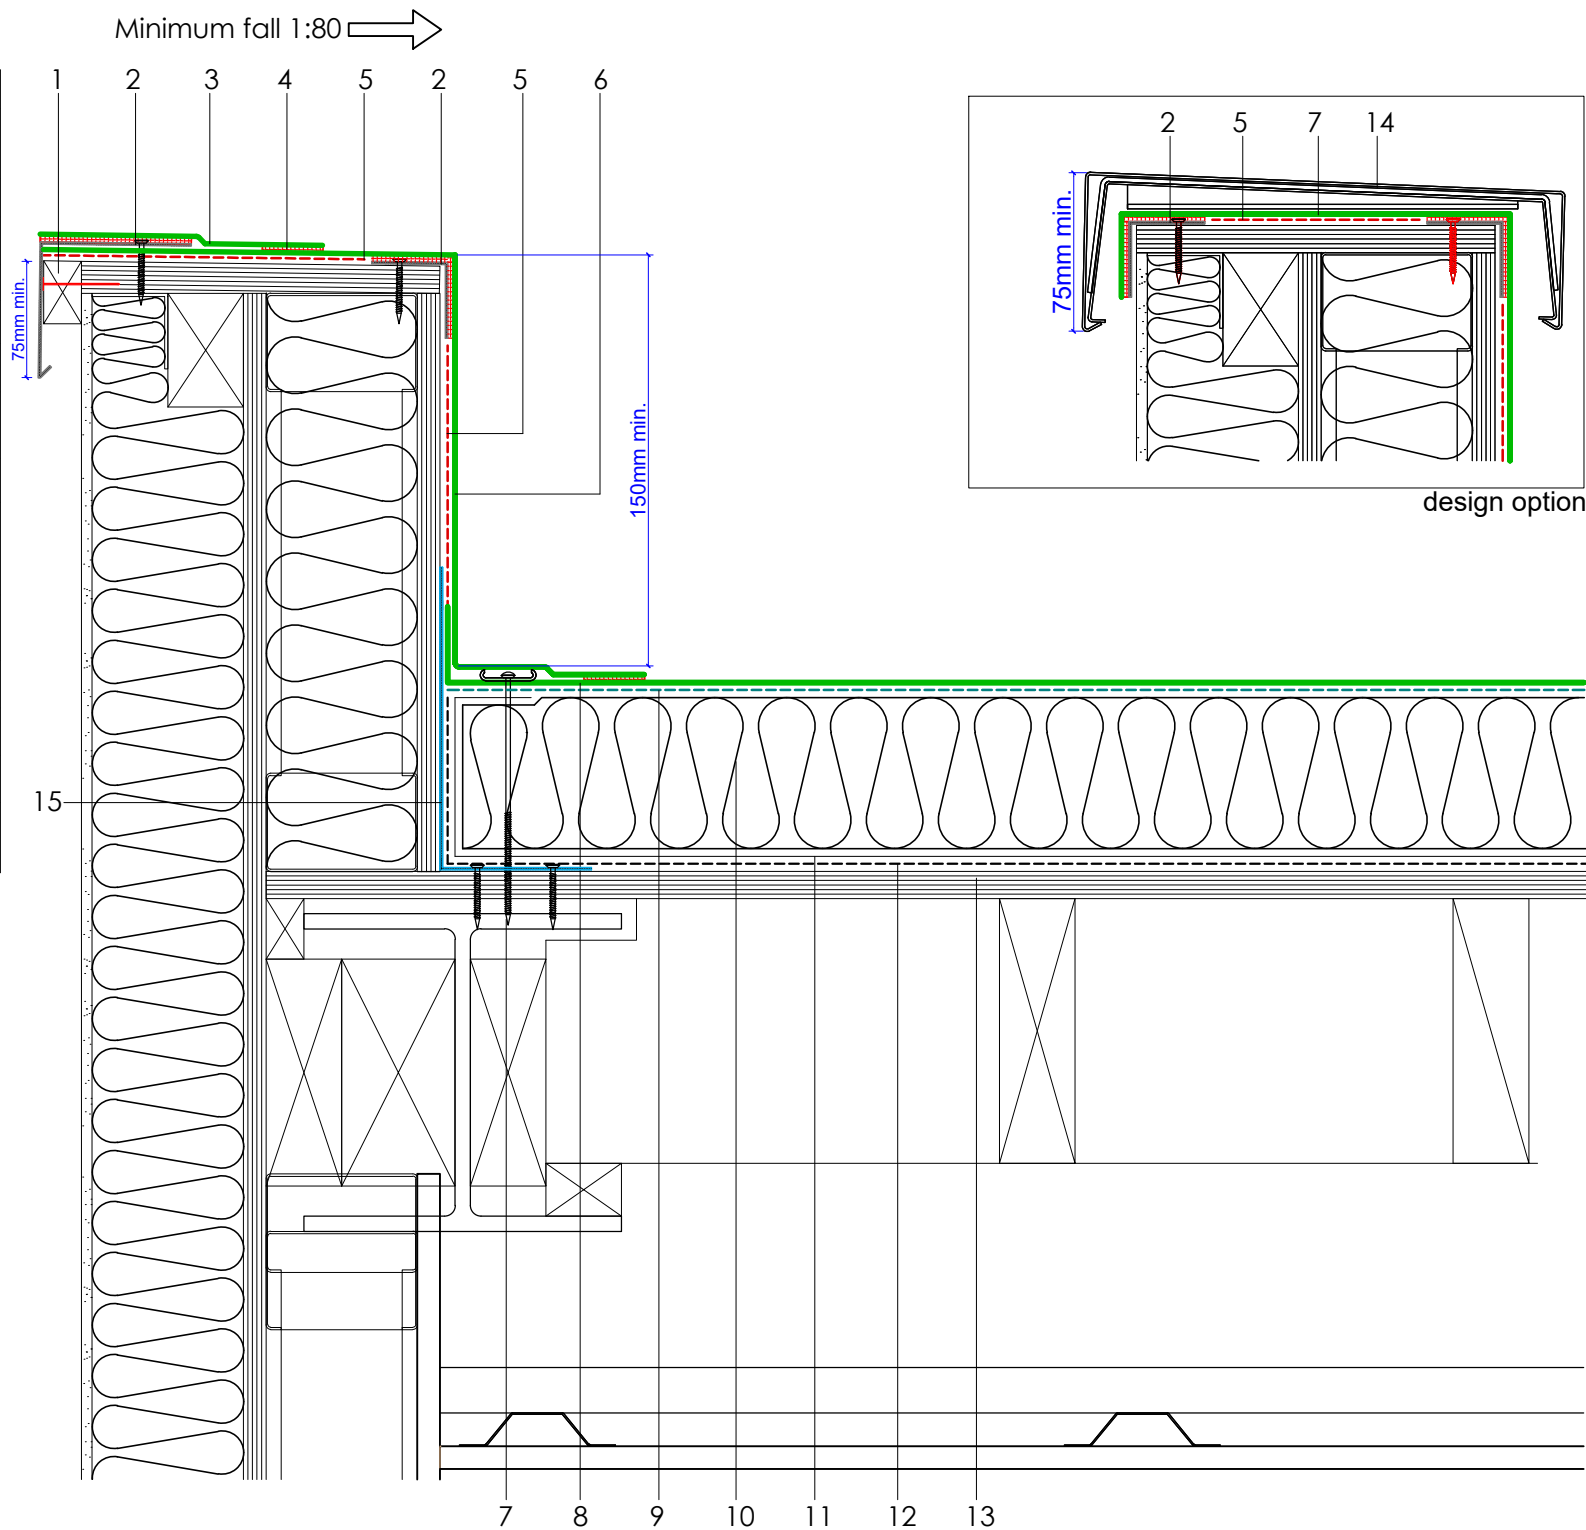 Minimum fall 1:80
1 2 3 4 5 2 5 6
2 5 7 14
75mm min.
75mm min.
150mm min.
design option
15
7 8 9 10 11 12 13